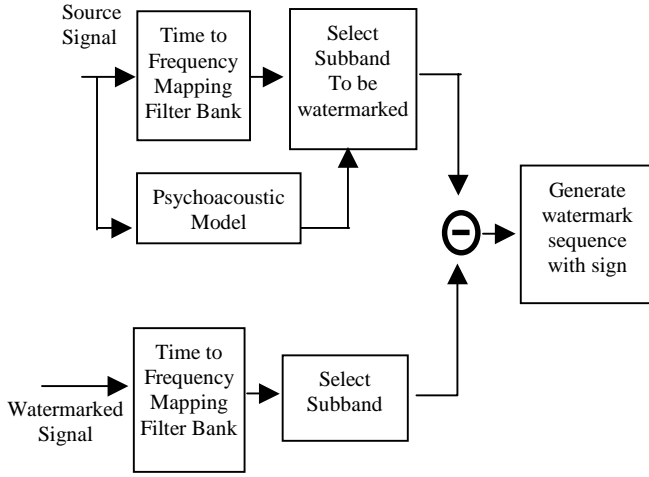 Source
Signal
Time to
Frequency
Mapping
Filter Bank
Select
Subband
To be
watermarked
Psychoacoustic
Model
Generate
watermark
sequence
with sign
Watermarked
Signal
Time to
Frequency
Mapping
Filter Bank
Select
Subband